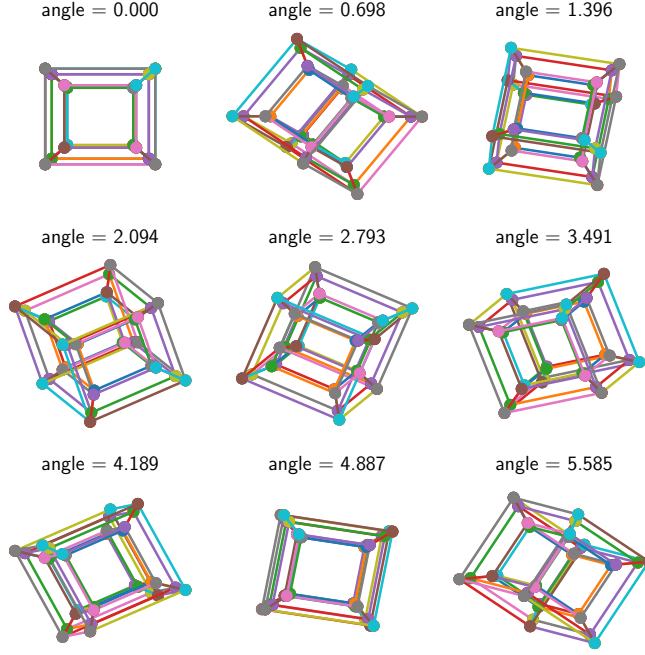 angle = 0.000
angle = 0.698
angle = 1.396
angle = 2.094
angle = 2.793
angle = 3.491
angle = 4.189
angle = 4.887
angle = 5.585